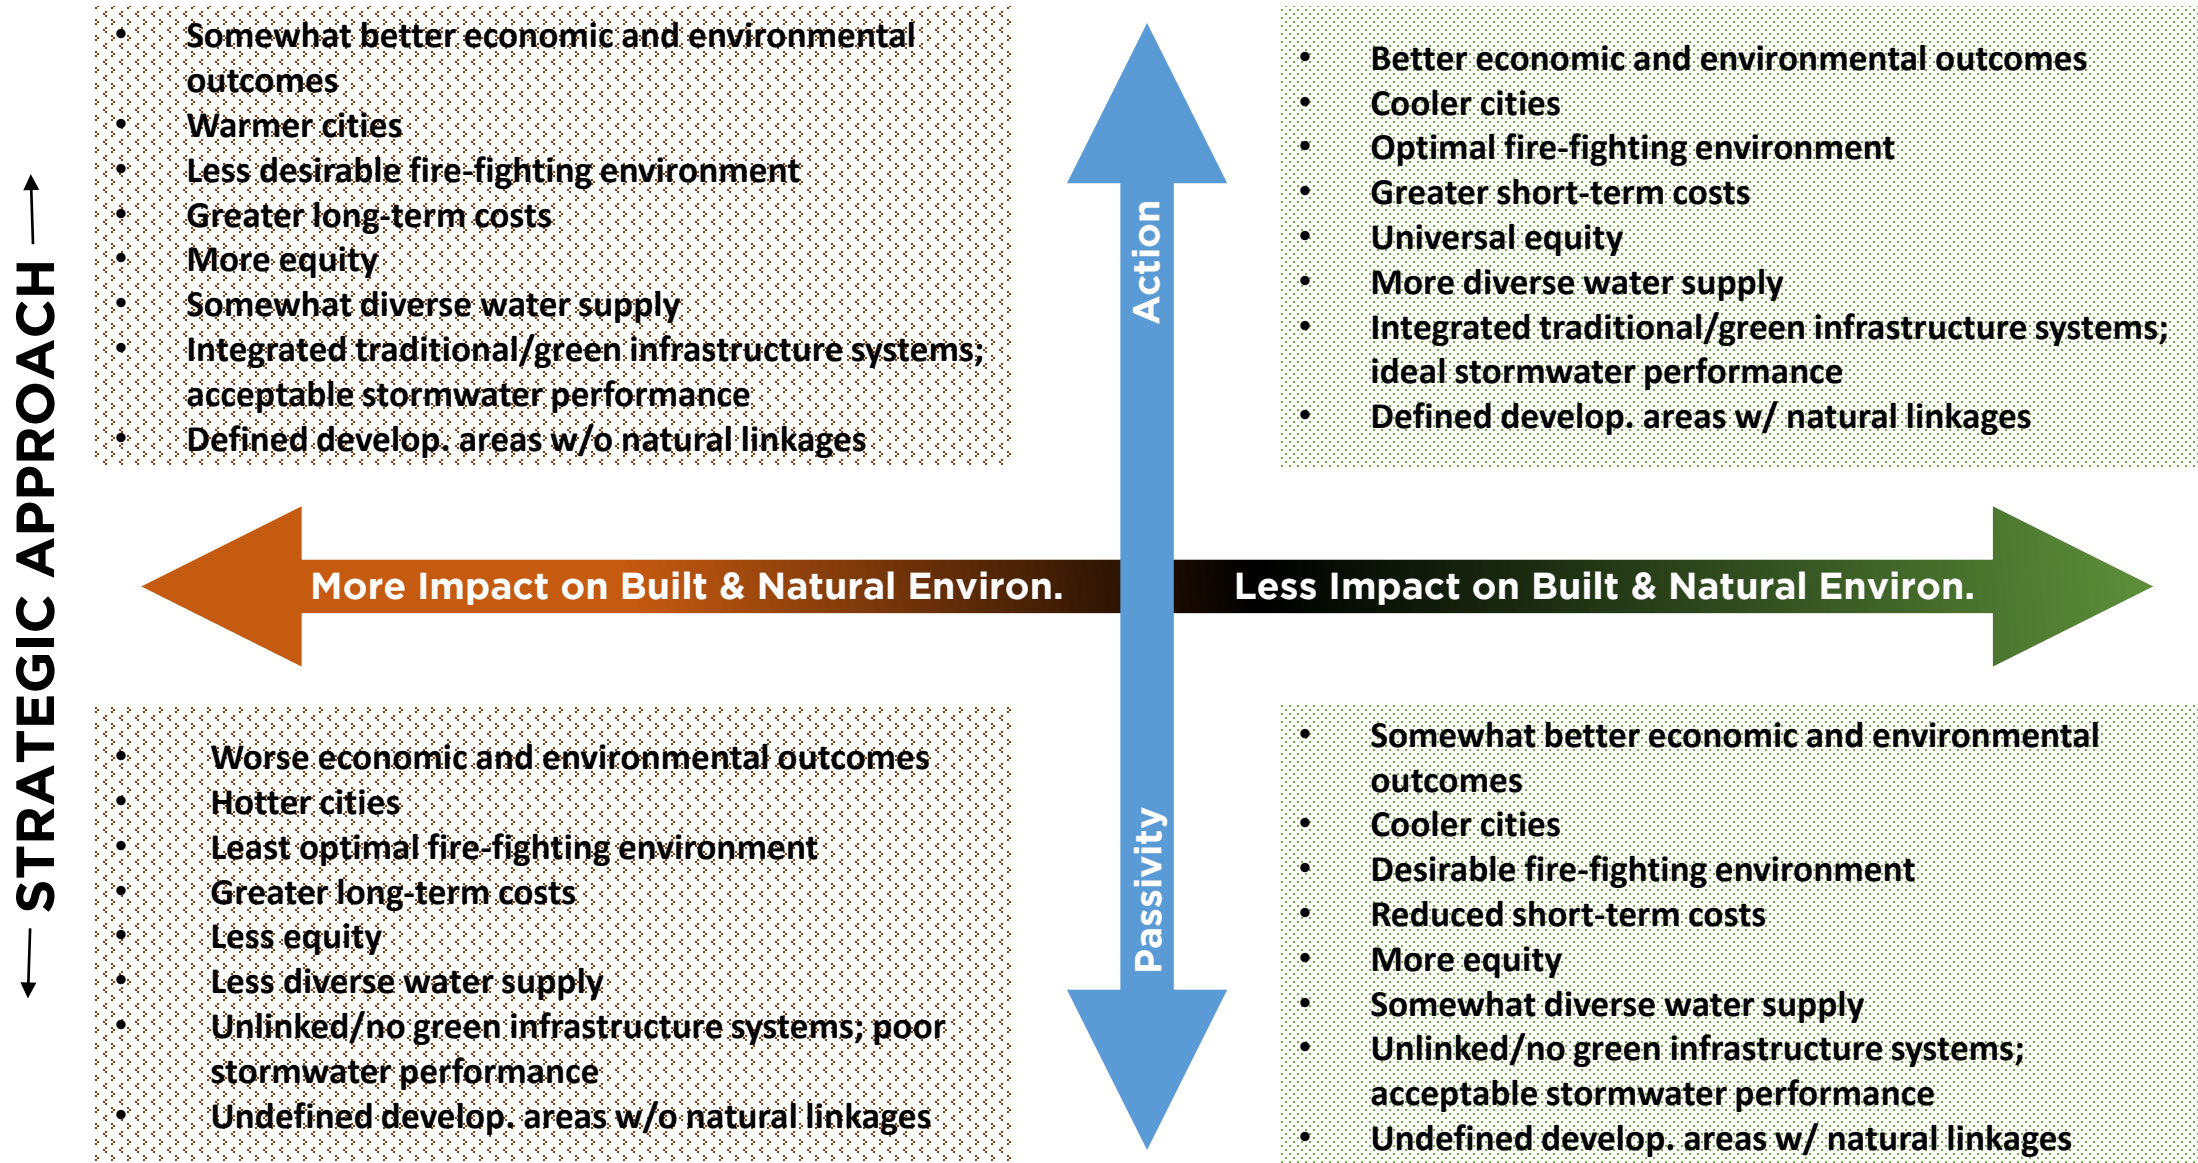 STRATEGIC APPROACH
• Somewhat better economic and environmental
outcomes
• Warmer cities
• Less desirable fire-fighting environment
• Greater long-term costs
• More equity
• Somewhat diverse water supply
• Integrated traditional/green infrastructure systems;
acceptable stormwater performance
• Defined develop. areas w/o natural linkages
Action
• Better economic and environmental outcomes
• Cooler cities
• Optimal fire-fighting environment
• Greater short-term costs
• Universal equity
• More diverse water supply
• Integrated traditional/green infrastructure systems;
ideal stormwater performance
• Defined develop. areas w/ natural linkages
More Impact on Built & Natural Environ.
Less Impact on Built & Natural Environ.
• Worse economic and environmental outcomes
• Hotter cities
• Least optimal fire-fighting environment
• Greater long-term costs
• Less equity
• Less diverse water supply
• Unlinked/no green infrastructure systems; poor
stormwater performance
• Undefined develop. areas w/o natural linkages
Passivity
• Somewhat better economic and environmental
outcomes
• Cooler cities
• Desirable fire-fighting environment
• Reduced short-term costs
• More equity
• Somewhat diverse water supply
• Unlinked/no green infrastructure systems;
acceptable stormwater performance
• Undefined develop. areas w/ natural linkages